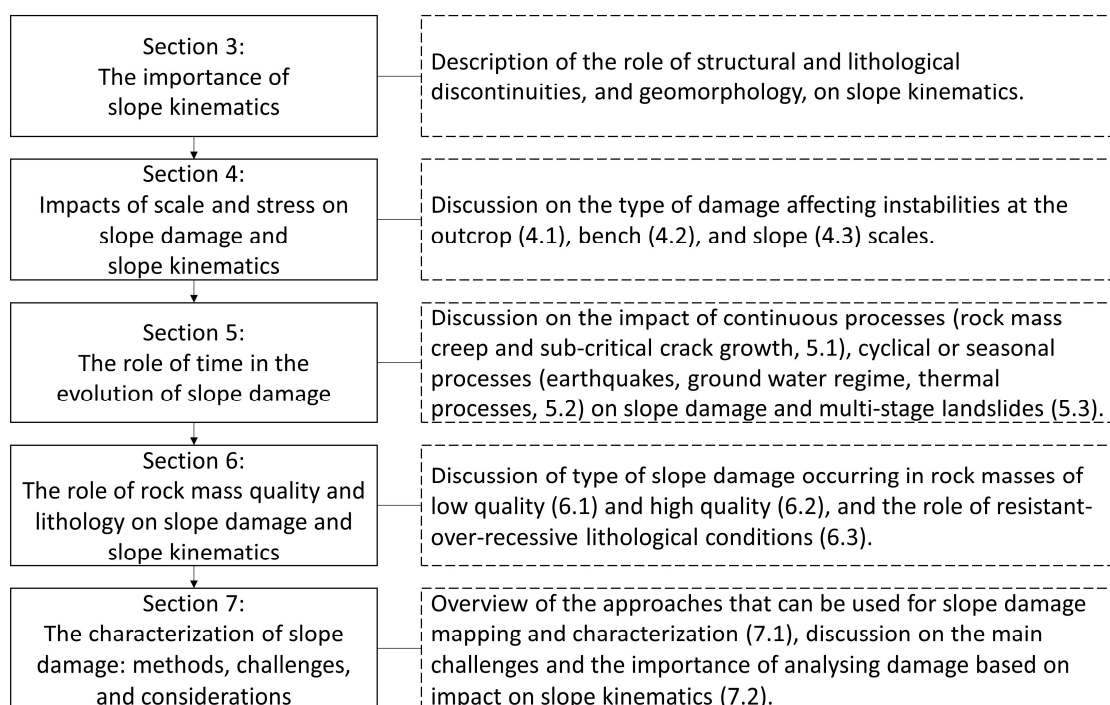 Section 3:
The importance of
slope kinematics
Description of the role of structural and lithological
discontinuities, and geomorphology, on slope kinematics.
Section 4:
Impacts of scale and stress on
slope damage and
slope kinematics
Discussion on the type of damage affecting instabilities at the
outcrop (4.1), bench (4.2), and slope (4.3) scales.
Section 5:
The role of time in the
evolution of slope damage
Discussion on the impact of continuous processes (rock mass
creep and sub-critical crack growth, 5.1), cyclical or seasonal
processes (earthquakes, ground water regime, thermal
processes, 5.2) on slope damage and multi-stage landslides (5.3).
Section 6:
The role of rock mass quality and
lithology on slope damage and
slope kinematics
Discussion of type of slope damage occurring in rock masses of
low quality (6.1) and high quality (6.2), and the role of resistant-
over-recessive lithological conditions (6.3).
Section 7:
The characterization of slope
damage: methods, challenges,
and considerations
Overview of the approaches that can be used for slope damage
mapping and characterization (7.1), discussion on the main
challenges and the importance of analysing damage based on
impact on slope kinematics (7.2).